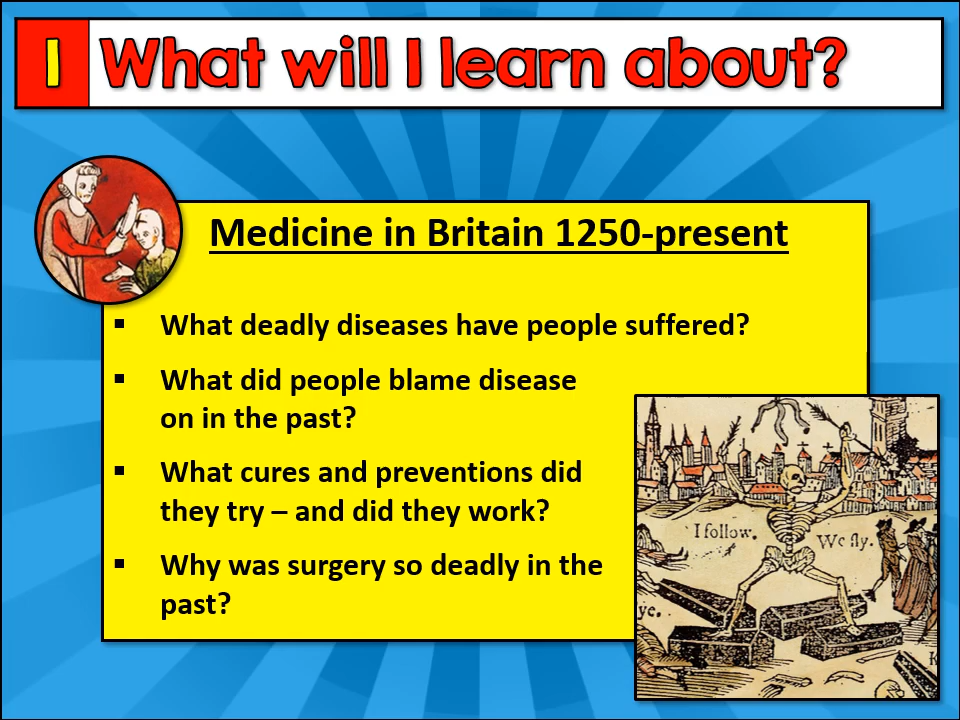 1 What will I learn about?
Medicine in Britain 1250-present
▪ What deadly diseases have people suffered?
▪ What did people blame disease
on in the past?
▪ What cures and preventions did
they try – and did they work?
▪ Why was surgery so deadly in the
past?
I follow.
We fly.
ye.
K